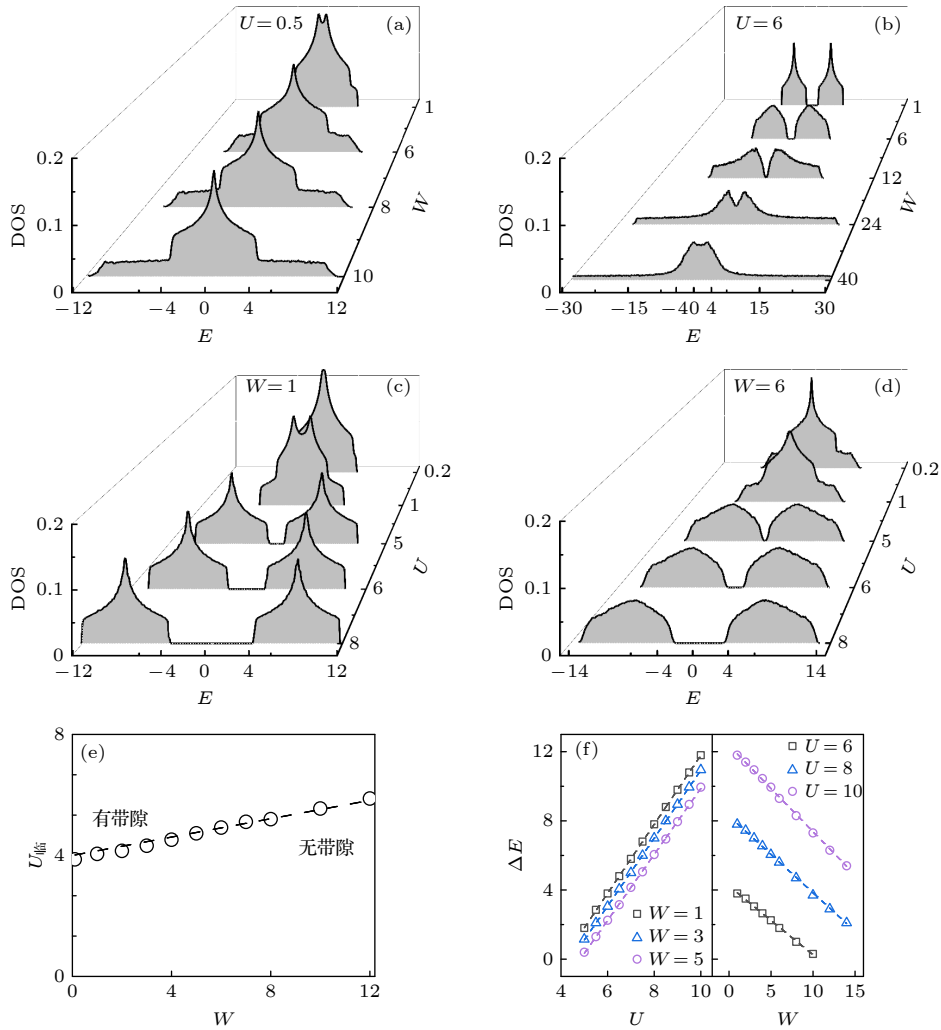 U = 0.5
(a)
U = 6
(b)
1
6
8
10
W
1
6
12
24
40
W
0.2
0.1
0
DOS
0.2
0.1
0
DOS
−12
−4
0
4
12
E
−30
−15
−4
0
4
15
30
E
W = 1
(c)
W = 6
(d)
0.2
1
5
6
8
U
0.2
1
5
6
8
U
0.2
0.1
0
DOS
0.2
0.1
0
DOS
−12
−4
0
4
12
E
−14
−4
0
4
14
E
(e)
8
4
0
U临
有带隙
无带隙
0
4
8
12
W
(f)
12
8
4
0
ΔE
W = 1
W = 3
W = 5
4
6
8
10
U
U = 6
U = 8
U = 10
0
5
10
15
W